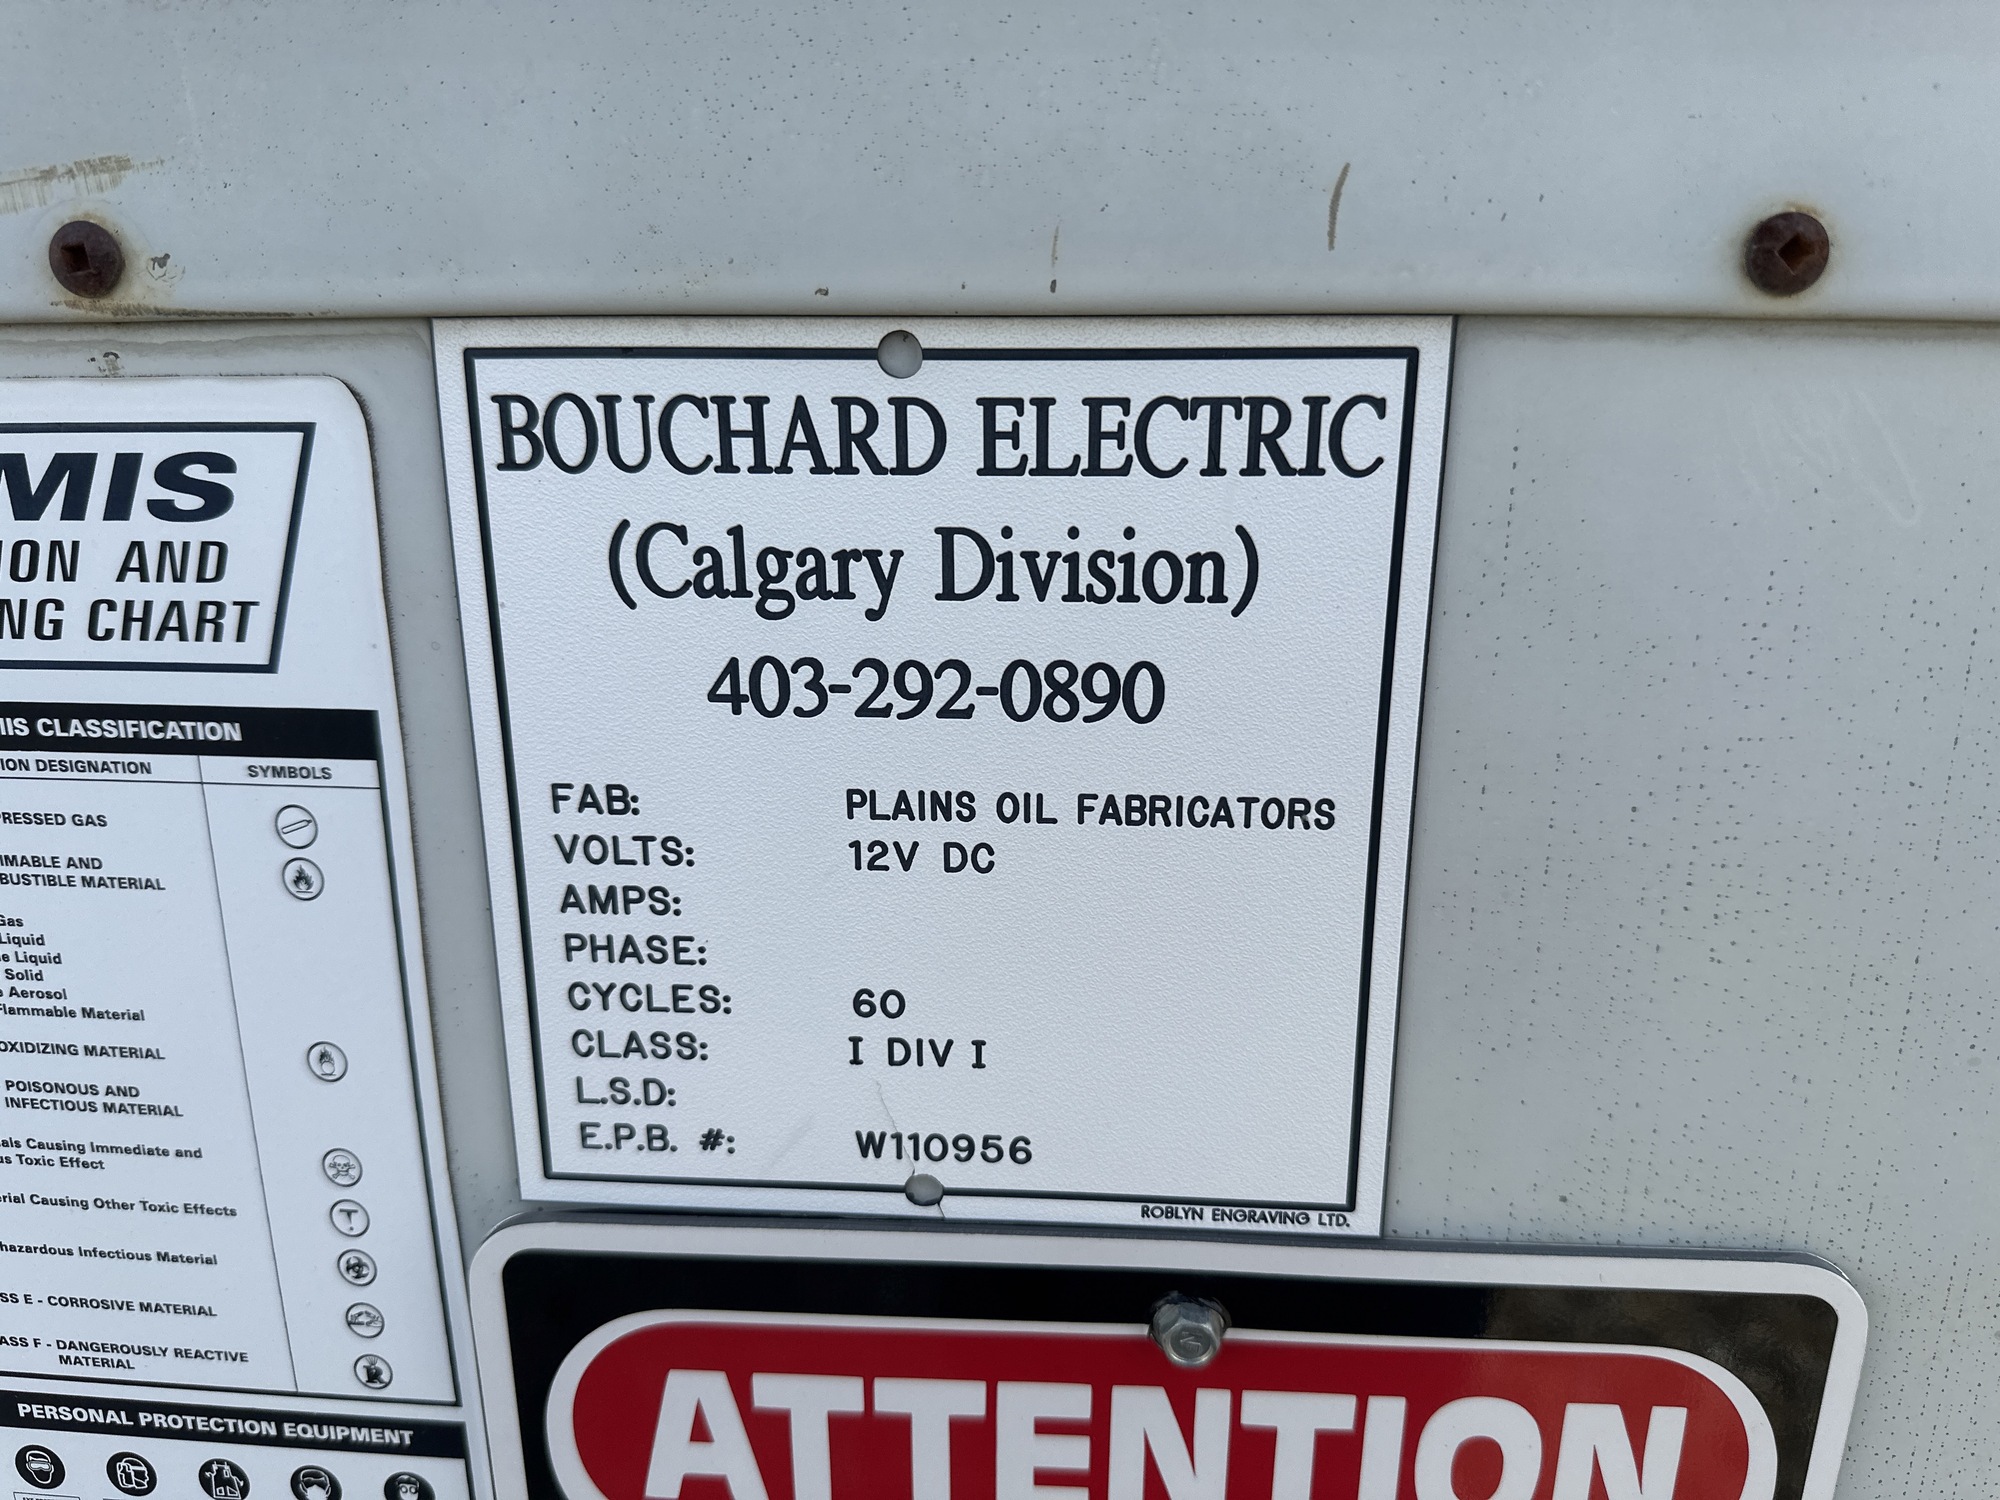 MIS
ION AND
NG CHART
IS CLASSIFICATION
ION DESIGNATION SYMBOLS
RESSED GAS
MABLE AND
BUSTIBLE MATERIAL
Gas
Liquid
e Liquid
Solid
Aerosol
Flammable Material
OXIDIZING MATERIAL
POISONOUS AND
INFECTIOUS MATERIAL
als Causing Immediate and
us Toxic Effect
erial Causing Other Toxic Effects
hazardous Infectious Material
SS E - CORROSIVE MATERIAL
ASS F - DANGEROUSLY REACTIVE
MATERIAL
PERSONAL PROTECTION EQUIPMENT
BOUCHARD ELECTRIC
(Calgary Division)
403-292-0890
FAB: PLAINS OIL FABRICATORS
VOLTS: 12V DC
AMPS:
PHASE:
CYCLES: 60
CLASS: I DIV I
L.S.D:
E.P.B. #: W110956
ROBLYN ENGRAVING LTD.
ATTENTION